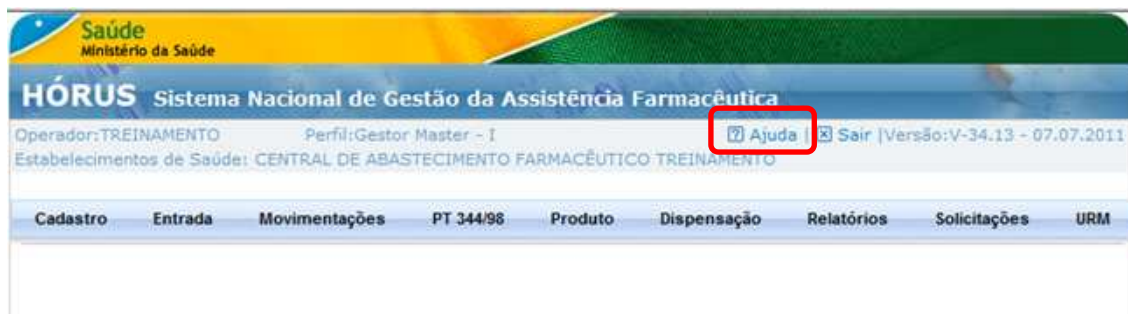 Saúde
Ministério da Saúde
HÓRUS Sistema Nacional de Gestão da Assistência Farmacêutica
Operador:TREINAMENTO Perfil:Gestor Master - I Ajuda | Sair |Versão:V-34.13 - 07.07.2011
Estabelecimentos de Saúde: CENTRAL DE ABASTECIMENTO FARMACÊUTICO TREINAMENTO
Cadastro Entrada Movimentações PT 344/98 Produto Dispensação Relatórios Solicitações URM